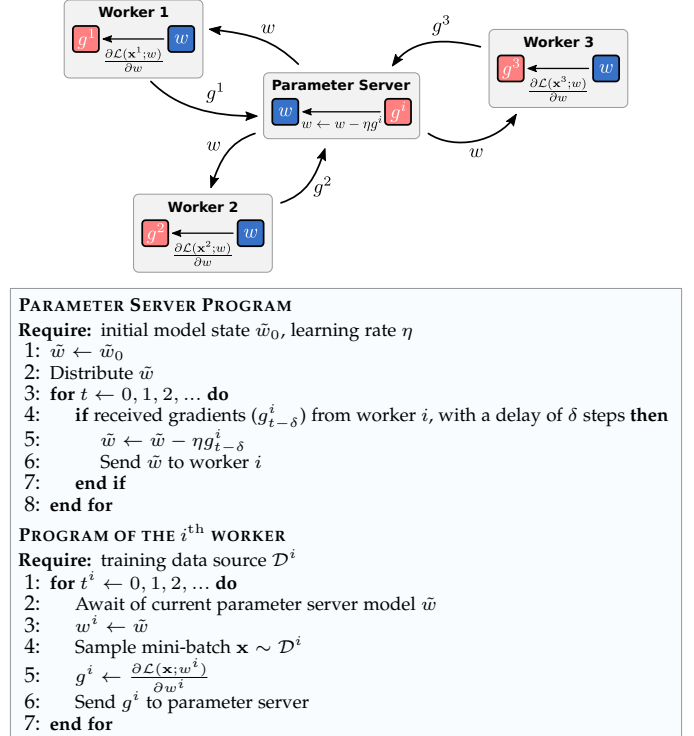 Worker 1
g^1
w
∂L(x^1;w)/∂w
w
g^1
g^3
Worker 3
g^3
w
∂L(x^3;w)/∂w
Parameter Server
w
w ← w − ηg^i
g^i
w
w
g^2
Worker 2
g^2
w
∂L(x^2;w)/∂w
PARAMETER SERVER PROGRAM
Require: initial model state w̃_0, learning rate η
1: w̃ ← w̃_0
2: Distribute w̃
3: for t ← 0, 1, 2, ... do
4: if received gradients (g^i_{t−δ}) from worker i, with a delay of δ steps then
5: w̃ ← w̃ − ηg^i_{t−δ}
6: Send w̃ to worker i
7: end if
8: end for
PROGRAM OF THE i^th WORKER
Require: training data source D^i
1: for t^i ← 0, 1, 2, ... do
2: Await of current parameter server model w̃
3: w^i ← w̃
4: Sample mini-batch x ∼ D^i
5: g^i ← ∂L(x;w^i)/∂w^i
6: Send g^i to parameter server
7: end for